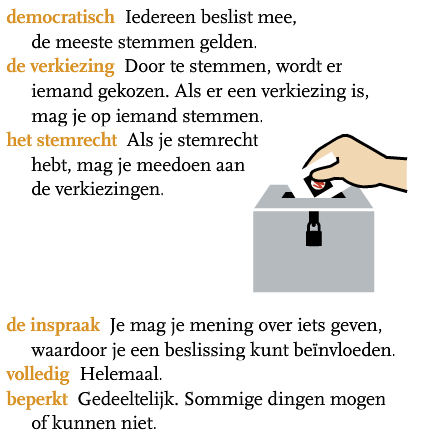 democratisch Iedereen beslist mee,
de meeste stemmen gelden.
de verkiezing Door te stemmen, wordt er
iemand gekozen. Als er een verkiezing is,
mag je op iemand stemmen.
het stemrecht Als je stemrecht
hebt, mag je meedoen aan
de verkiezingen.
de inspraak Je mag je mening over iets geven,
waardoor je een beslissing kunt beïnvloeden.
volledig Helemaal.
beperkt Gedeeltelijk. Sommige dingen mogen
of kunnen niet.